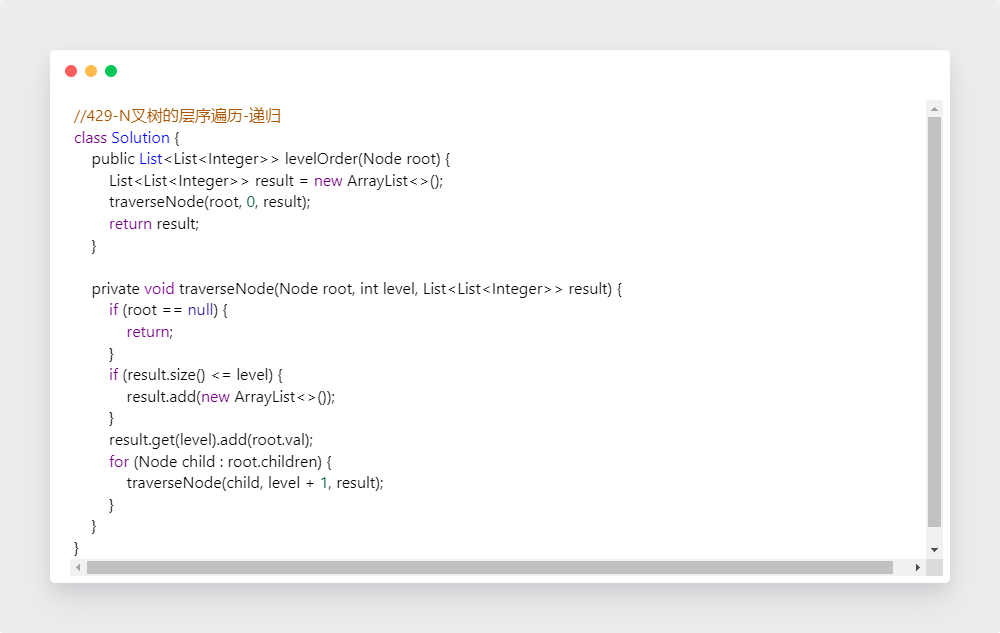 //429-N叉树的层序遍历-递归
class Solution {
    public List<List<Integer>> levelOrder(Node root) {
        List<List<Integer>> result = new ArrayList<>();
        traverseNode(root, 0, result);
        return result;
    }

    private void traverseNode(Node root, int level, List<List<Integer>> result) {
        if (root == null) {
            return;
        }
        if (result.size() <= level) {
            result.add(new ArrayList<>());
        }
        result.get(level).add(root.val);
        for (Node child : root.children) {
            traverseNode(child, level + 1, result);
        }
    }
}